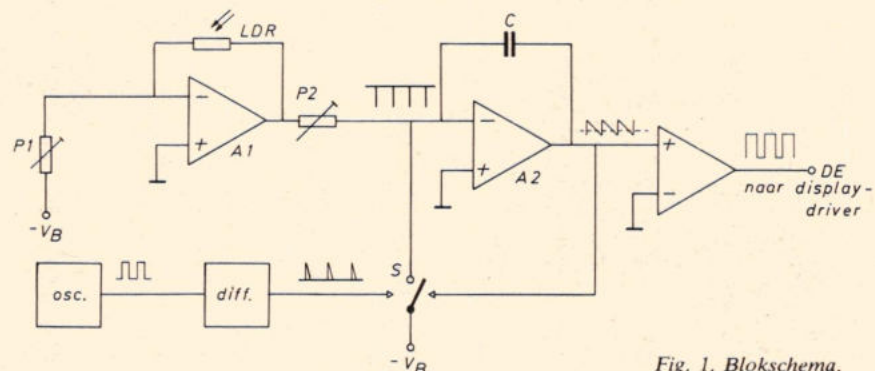 C
LDR
P2
P1
−
+
A1
−
+
A2
+
−
DE
naar display-
driver
-VB
S
osc.
diff.
-VB
Fig. 1. Blokschema.